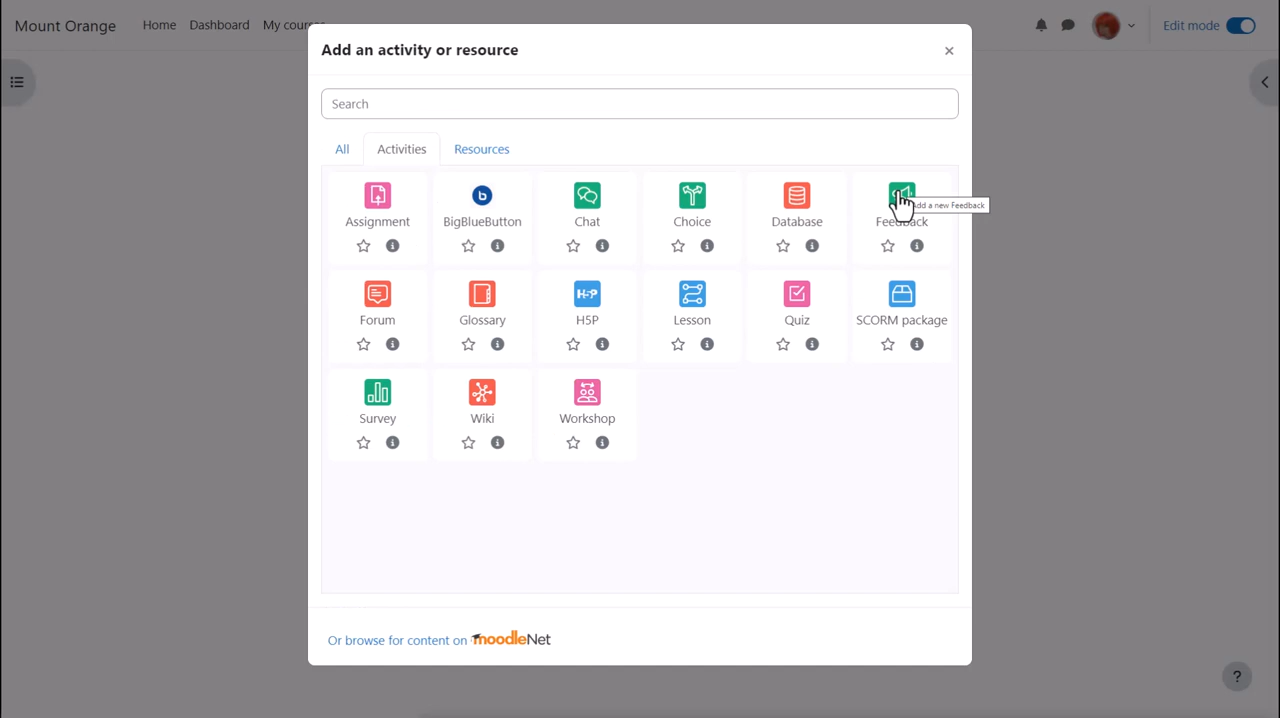 Mount Orange
Home Dashboard My cours
Edit mode
Add an activity or resource
×
Search
All Activities Resources
b
Assignment BigBlueButton Chat Choice Database Feedback
Add a new Feedback
H5P
Forum Glossary H5P Lesson Quiz SCORM package
Survey Wiki Workshop
Or browse for content on moodleNet
?